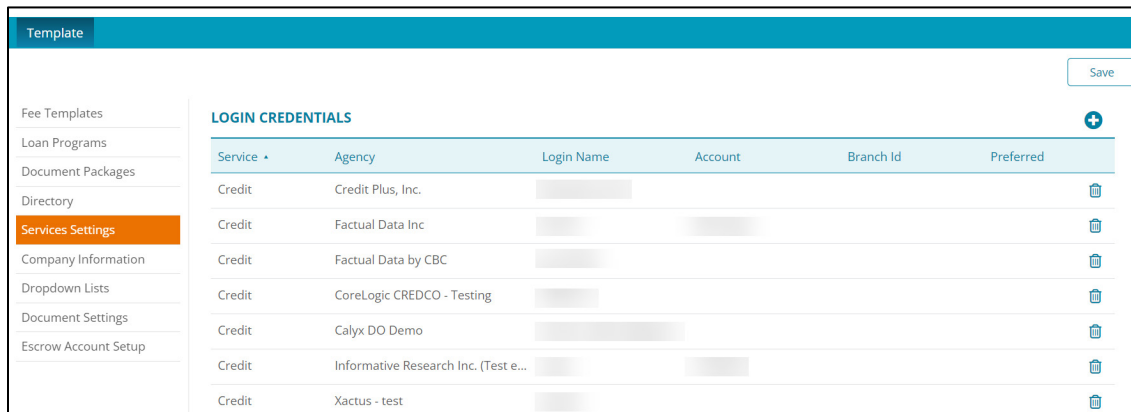 Template
Save
Fee Templates
Loan Programs
Document Packages
Directory
Services Settings
Company Information
Dropdown Lists
Document Settings
Escrow Account Setup
LOGIN CREDENTIALS
Service Agency Login Name Account Branch Id Preferred
Credit Credit Plus, Inc.
Credit Factual Data Inc
Credit Factual Data by CBC
Credit CoreLogic CREDCO - Testing
Credit Calyx DO Demo
Credit Informative Research Inc. (Test e...
Credit Xactus - test